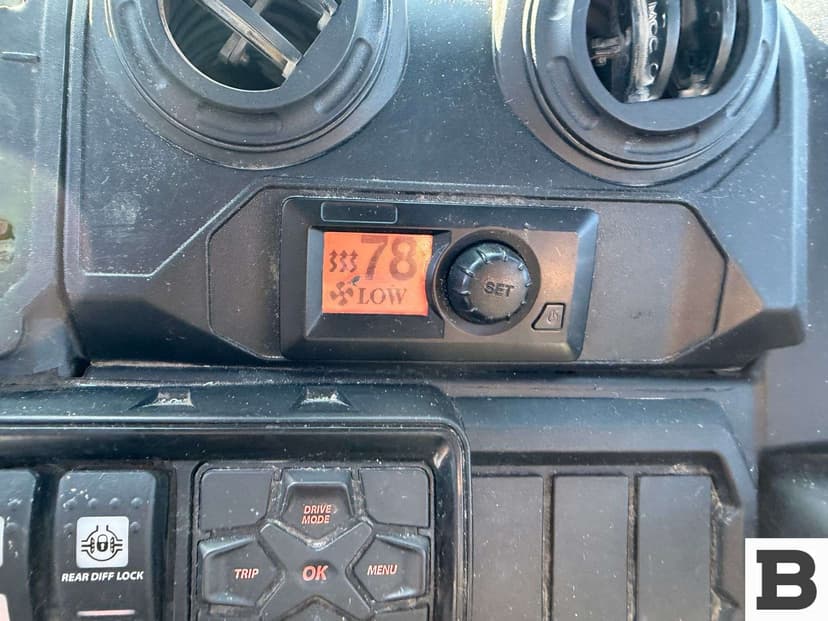 78
LOW
SET
DRIVE
MODE
REAR DIFF LOCK
TRIP
OK
MENU
B